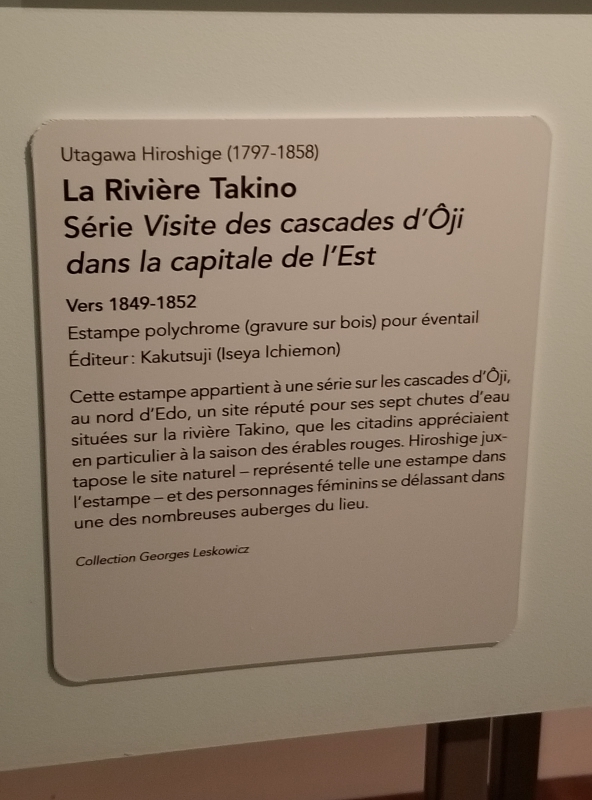 Utagawa Hiroshige (1797-1858)
La Rivière Takino
Série Visite des cascades d'Ôji
dans la capitale de l'Est
Vers 1849-1852
Estampe polychrome (gravure sur bois) pour éventail
Éditeur : Kakutsuji (Iseya Ichiemon)
Cette estampe appartient à une série sur les cascades d'Ôji,
au nord d'Edo, un site réputé pour ses sept chutes d'eau
situées sur la rivière Takino, que les citadins appréciaient
en particulier à la saison des érables rouges. Hiroshige jux-
tapose le site naturel – représenté telle une estampe dans
l'estampe – et des personnages féminins se délassant dans
une des nombreuses auberges du lieu.
Collection Georges Leskowicz